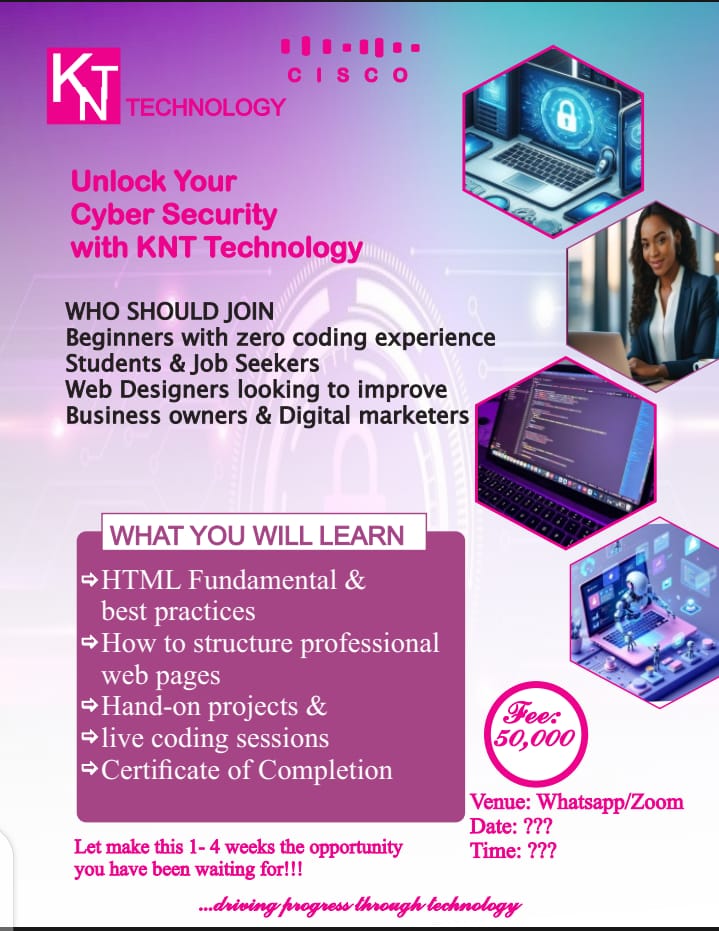 CISCO
KNT
TECHNOLOGY
Unlock Your
Cyber Security
with KNT Technology
WHO SHOULD JOIN
Beginners with zero coding experience
Students & Job Seekers
Web Designers looking to improve
Business owners & Digital marketers
WHAT YOU WILL LEARN
⇨HTML Fundamental &
best practices
⇨How to structure professional
web pages
⇨Hand-on projects &
⇨live coding sessions
⇨Certificate of Completion
Fee:
50,000
Venue: Whatsapp/Zoom
Date: ???
Time: ???
Let make this 1- 4 weeks the opportunity
you have been waiting for!!!
...driving progress through technology